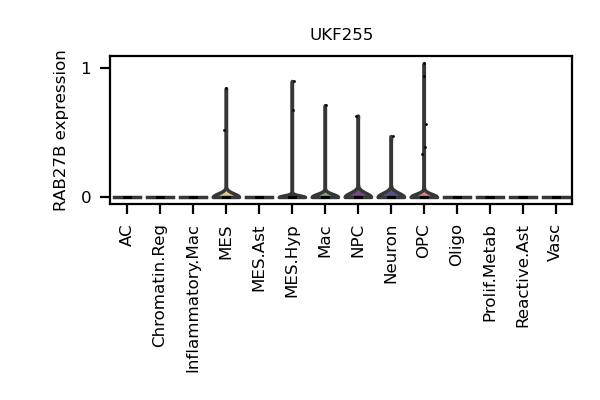 UKF255
RAB27B expression
1
0
AC
Chromatin.Reg
Inflammatory.Mac
MES
MES.Ast
MES.Hyp
Mac
NPC
Neuron
OPC
Oligo
Prolif.Metab
Reactive.Ast
Vasc